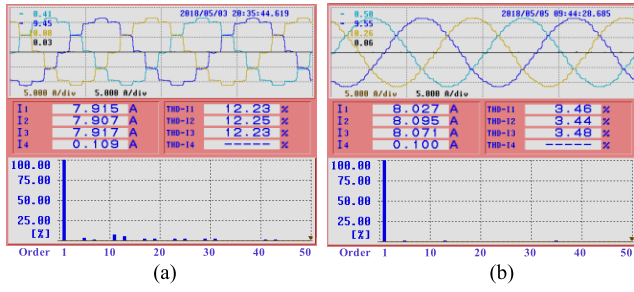 0.41 2018/05/03 20:35:44.619
9.45
0.08
0.03
5.000 A/div 5.000 A/div
I1 7.915 A THD-I1 12.23 %
I2 7.907 A THD-I2 12.25 %
I3 7.917 A THD-I3 12.23 %
I4 0.109 A THD-I4 ----- %
100.00
75.00
50.00
25.00
[%]
Order 1 10 20 30 40 50
(a)
0.50 2018/05/05 09:44:28.685
9.55
10.26
0.06
5.000 A/div 5.000 A/div
I1 8.027 A THD-I1 3.46 %
I2 8.095 A THD-I2 3.44 %
I3 8.071 A THD-I3 3.48 %
I4 0.100 A THD-I4 ----- %
100.00
75.00
50.00
25.00
[%]
Order 1 10 20 30 40 50
(b)